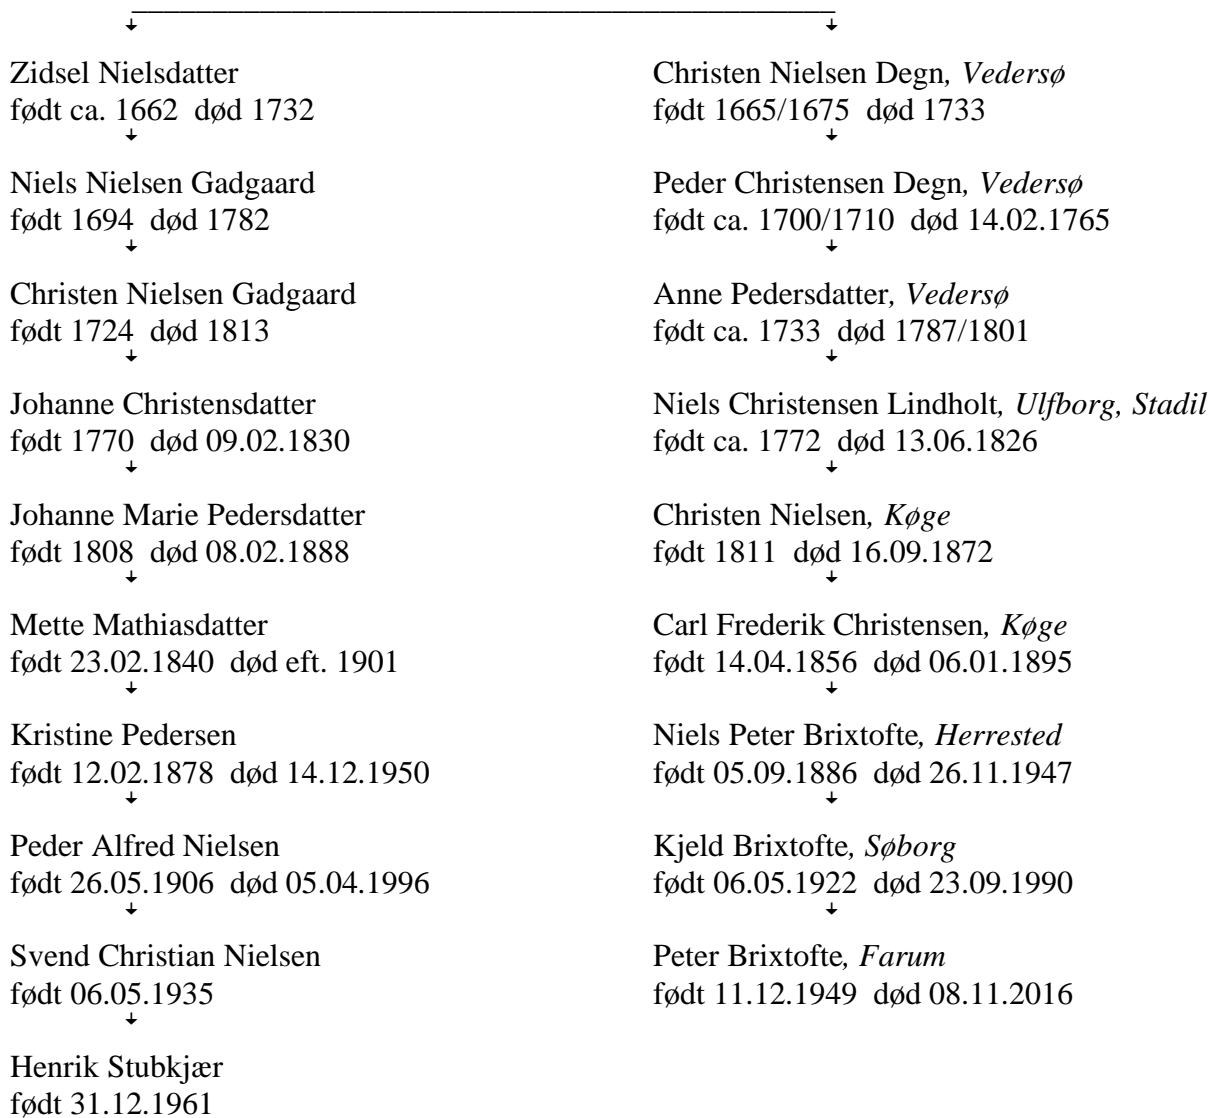 Zidsel Nielsdatter
født ca. 1662 død 1732
Niels Nielsen Gadgaard
født 1694 død 1782
Christen Nielsen Gadgaard
født 1724 død 1813
Johanne Christensdatter
født 1770 død 09.02.1830
Johanne Marie Pedersdatter
født 1808 død 08.02.1888
Mette Mathiasdatter
født 23.02.1840 død eft. 1901
Kristine Pedersen
født 12.02.1878 død 14.12.1950
Peder Alfred Nielsen
født 26.05.1906 død 05.04.1996
Svend Christian Nielsen
født 06.05.1935
Henrik Stubkjær
født 31.12.1961
Christen Nielsen Degn, Vedersø
født 1665/1675 død 1733
Peder Christensen Degn, Vedersø
født ca. 1700/1710 død 14.02.1765
Anne Pedersdatter, Vedersø
født ca. 1733 død 1787/1801
Niels Christensen Lindholt, Ulfborg, Stadil
født ca. 1772 død 13.06.1826
Christen Nielsen, Køge
født 1811 død 16.09.1872
Carl Frederik Christensen, Køge
født 14.04.1856 død 06.01.1895
Niels Peter Brixtofte, Herrested
født 05.09.1886 død 26.11.1947
Kjeld Brixtofte, Søborg
født 06.05.1922 død 23.09.1990
Peter Brixtofte, Farum
født 11.12.1949 død 08.11.2016